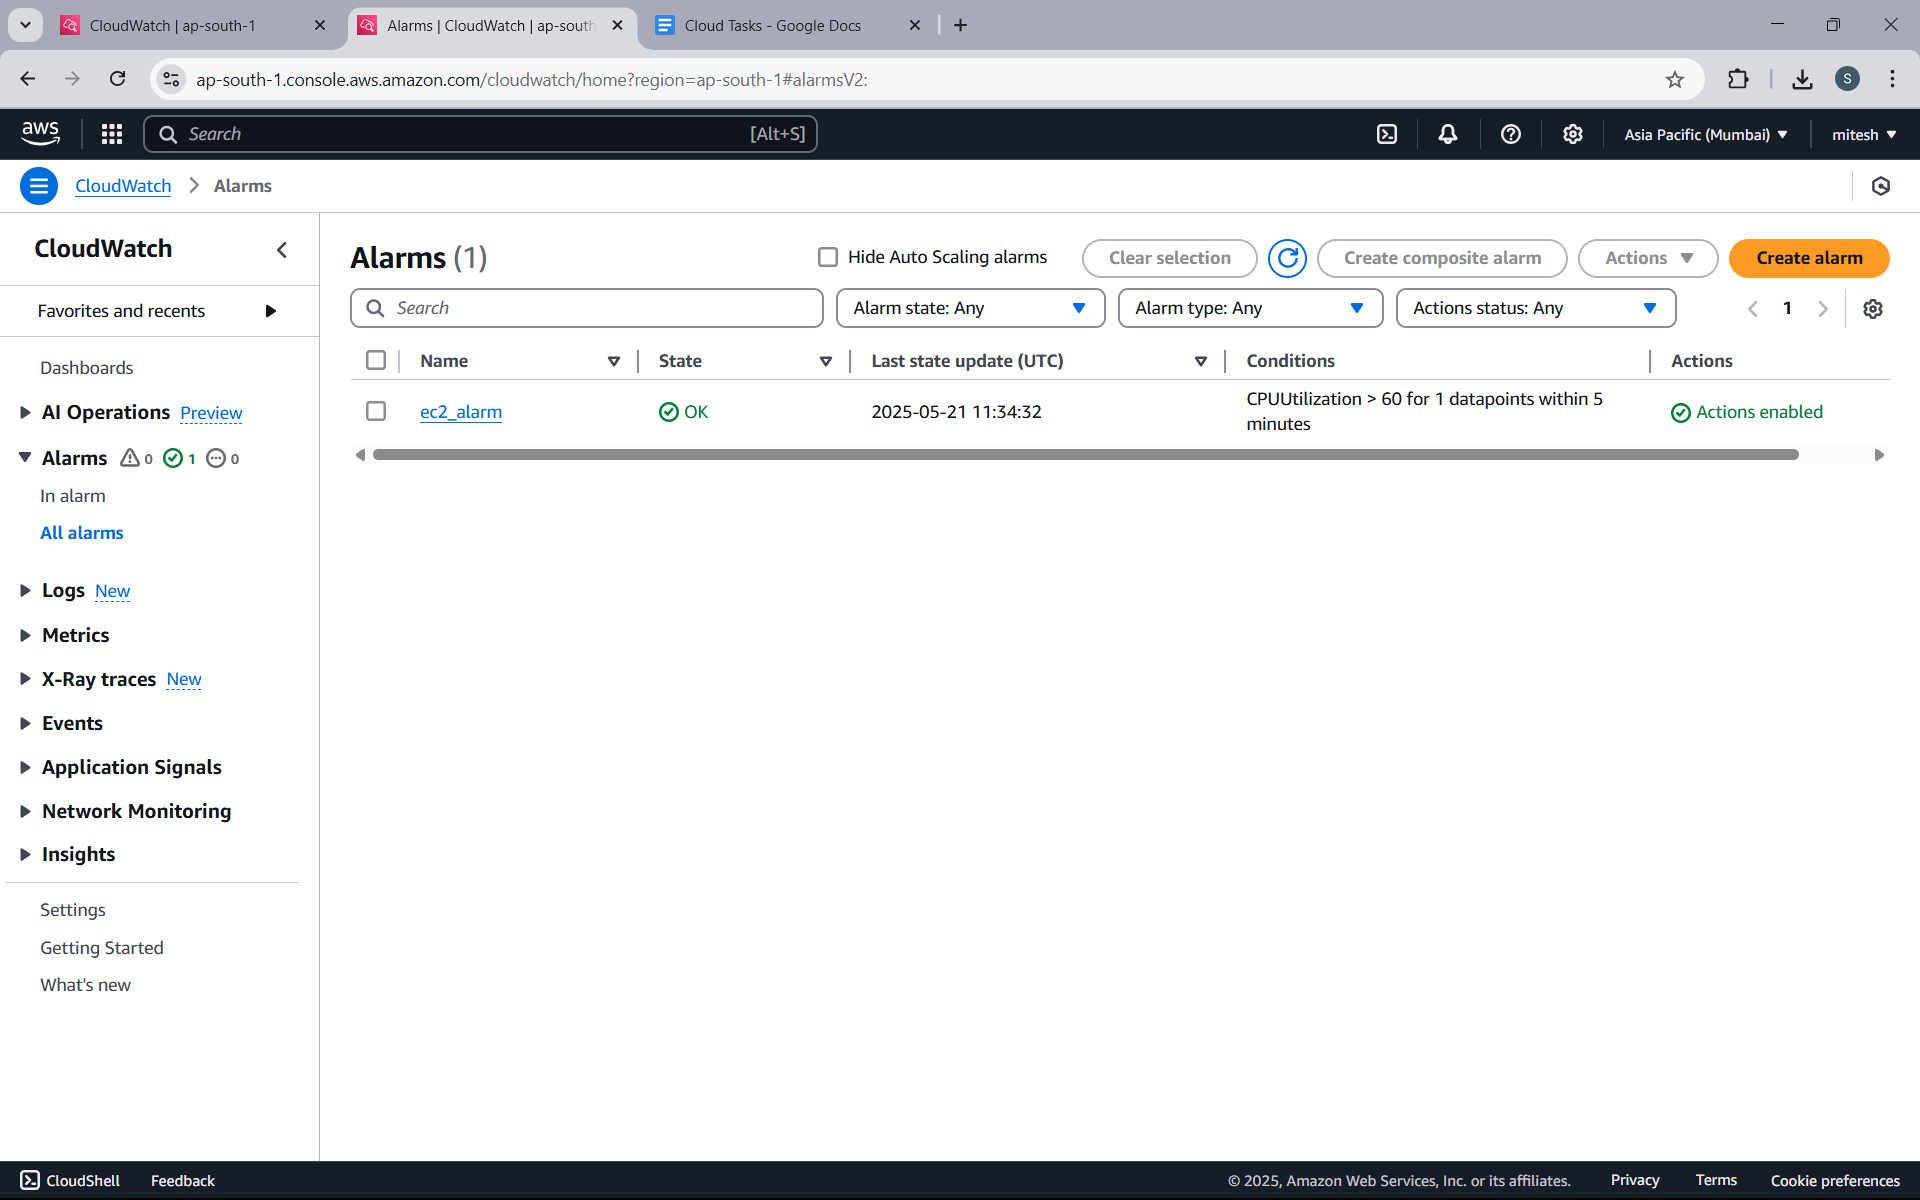 CloudWatch | ap-south-1
Alarms | CloudWatch | ap-south
Cloud Tasks - Google Docs
ap-south-1.console.aws.amazon.com/cloudwatch/home?region=ap-south-1#alarmsV2:
S
aws
Search
[Alt+S]
Asia Pacific (Mumbai)
mitesh
CloudWatch
Alarms
CloudWatch
Favorites and recents
Dashboards
AI Operations Preview
Alarms 0 1 0
In alarm
All alarms
Logs New
Metrics
X-Ray traces New
Events
Application Signals
Network Monitoring
Insights
Settings
Getting Started
What's new
Alarms (1)
Hide Auto Scaling alarms
Clear selection
Create composite alarm
Actions
Create alarm
Search
Alarm state: Any
Alarm type: Any
Actions status: Any
1
Name
State
Last state update (UTC)
Conditions
Actions
ec2_alarm
OK
2025-05-21 11:34:32
CPUUtilization > 60 for 1 datapoints within 5
minutes
Actions enabled
CloudShell
Feedback
© 2025, Amazon Web Services, Inc. or its affiliates.
Privacy
Terms
Cookie preferences